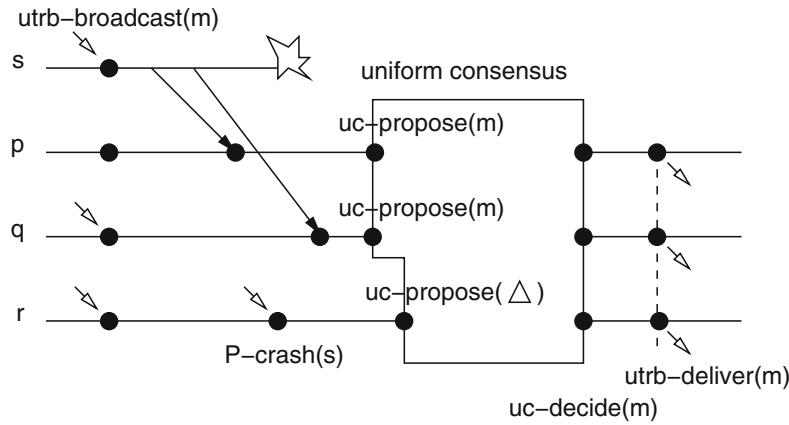 utrb–broadcast(m)
s
uniform consensus
uc–propose(m)
p
uc–propose(m)
q
uc–propose( △ )
r
P–crash(s)
utrb–deliver(m)
uc–decide(m)